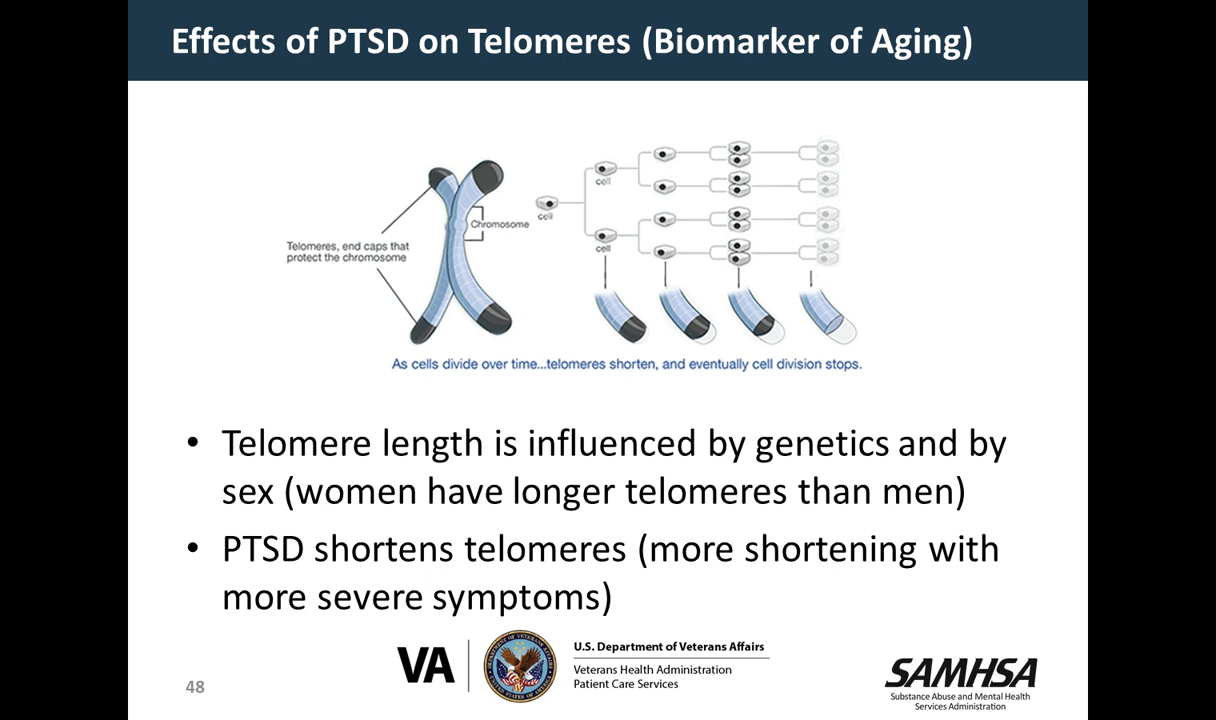 Effects of PTSD on Telomeres (Biomarker of Aging)
Telomeres, end caps that
protect the chromosome
Chromosome
cell
cell
cell
As cells divide over time...telomeres shorten, and eventually cell division stops.
• Telomere length is influenced by genetics and by
sex (women have longer telomeres than men)
• PTSD shortens telomeres (more shortening with
more severe symptoms)
48
VA
U.S. Department of Veterans Affairs
Veterans Health Administration
Patient Care Services
SAMHSA
Substance Abuse and Mental Health
Services Administration